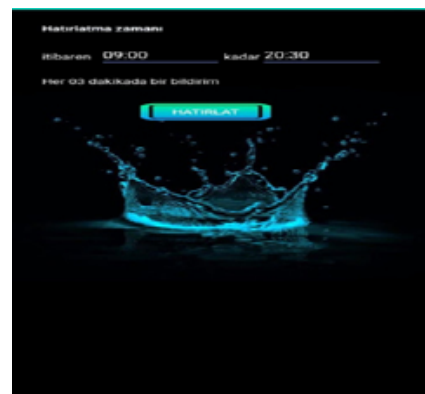 Hatırlatma zamanı
itibaren 09:00 kadar 20:30
Her 03 dakikada bir bildirim
HATIRLAT